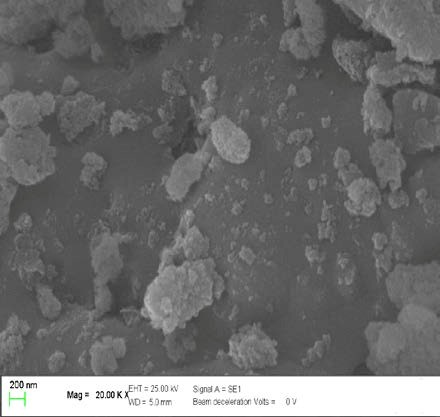 200 nm
Mag = 20.00 K X
EHT = 25.00 kV
WD = 5.0 mm
Signal A = SE1
Beam deceleration Volts = 0 V